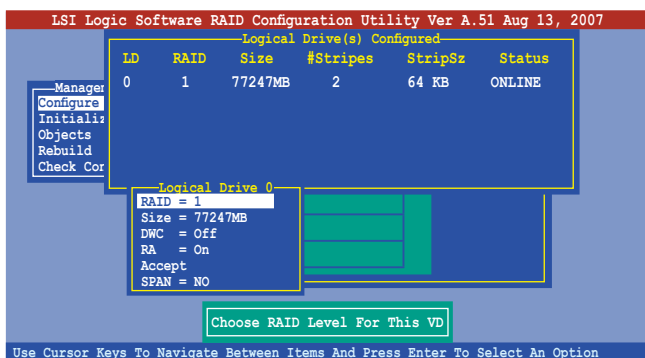 LSI Logic Software RAID Configuration Utility Ver A.51 Aug 13, 2007
Logical Drive(s) Configured
LD RAID Size #Stripes StripSz Status
0 1 77247MB 2 64 KB ONLINE
Manager
Configure
Initializ
Objects
Rebuild
Check Con
Logical Drive 0
RAID = 1
Size = 77247MB
DWC = Off
RA = On
Accept
SPAN = NO
Choose RAID Level For This VD
Use Cursor Keys To Navigate Between Items And Press Enter To Select An Option